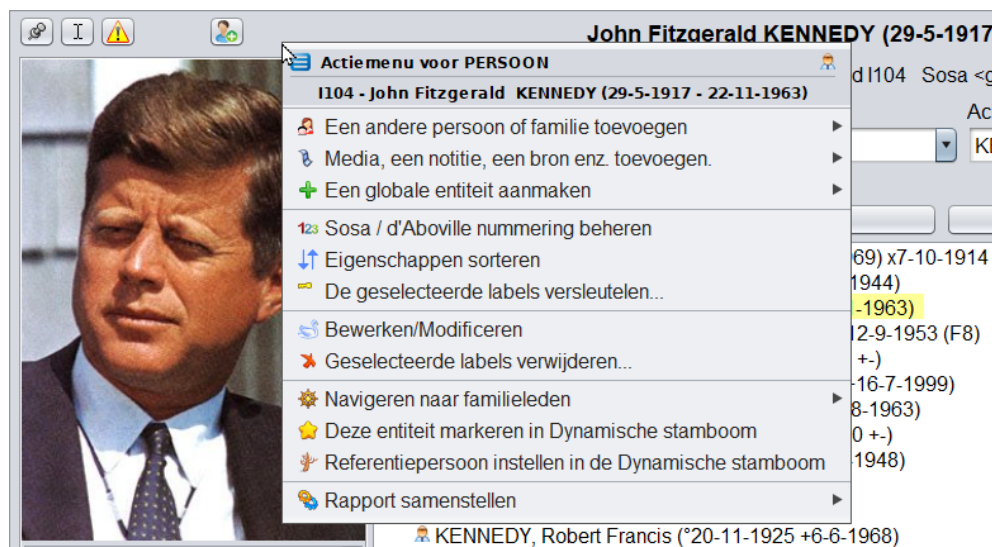 John Fitzgerald KENNEDY (29-5-1917
Actiemenu voor PERSOON
d I104 Sosa <g
I104 - John Fitzgerald KENNEDY (29-5-1917 - 22-11-1963)
Ac
Een andere persoon of familie toevoegen
KE
Media, een notitie, een bron enz. toevoegen.
Een globale entiteit aanmaken
123 Sosa / d'Aboville nummering beheren
Eigenschappen sorteren
69) x7-10-1914
De geselecteerde labels versleutelen...
1944)
-1963)
Bewerken/Modificeren
12-9-1953 (F8)
Geselecteerde labels verwijderen...
+-)
-16-7-1999)
Navigeren naar familieleden
8-1963)
Deze entiteit markeren in Dynamische stamboom
0 +-)
Referentiepersoon instellen in de Dynamische stamboom
-1948)
Rapport samenstellen
KENNEDY, Robert Francis (°20-11-1925 +6-6-1968)